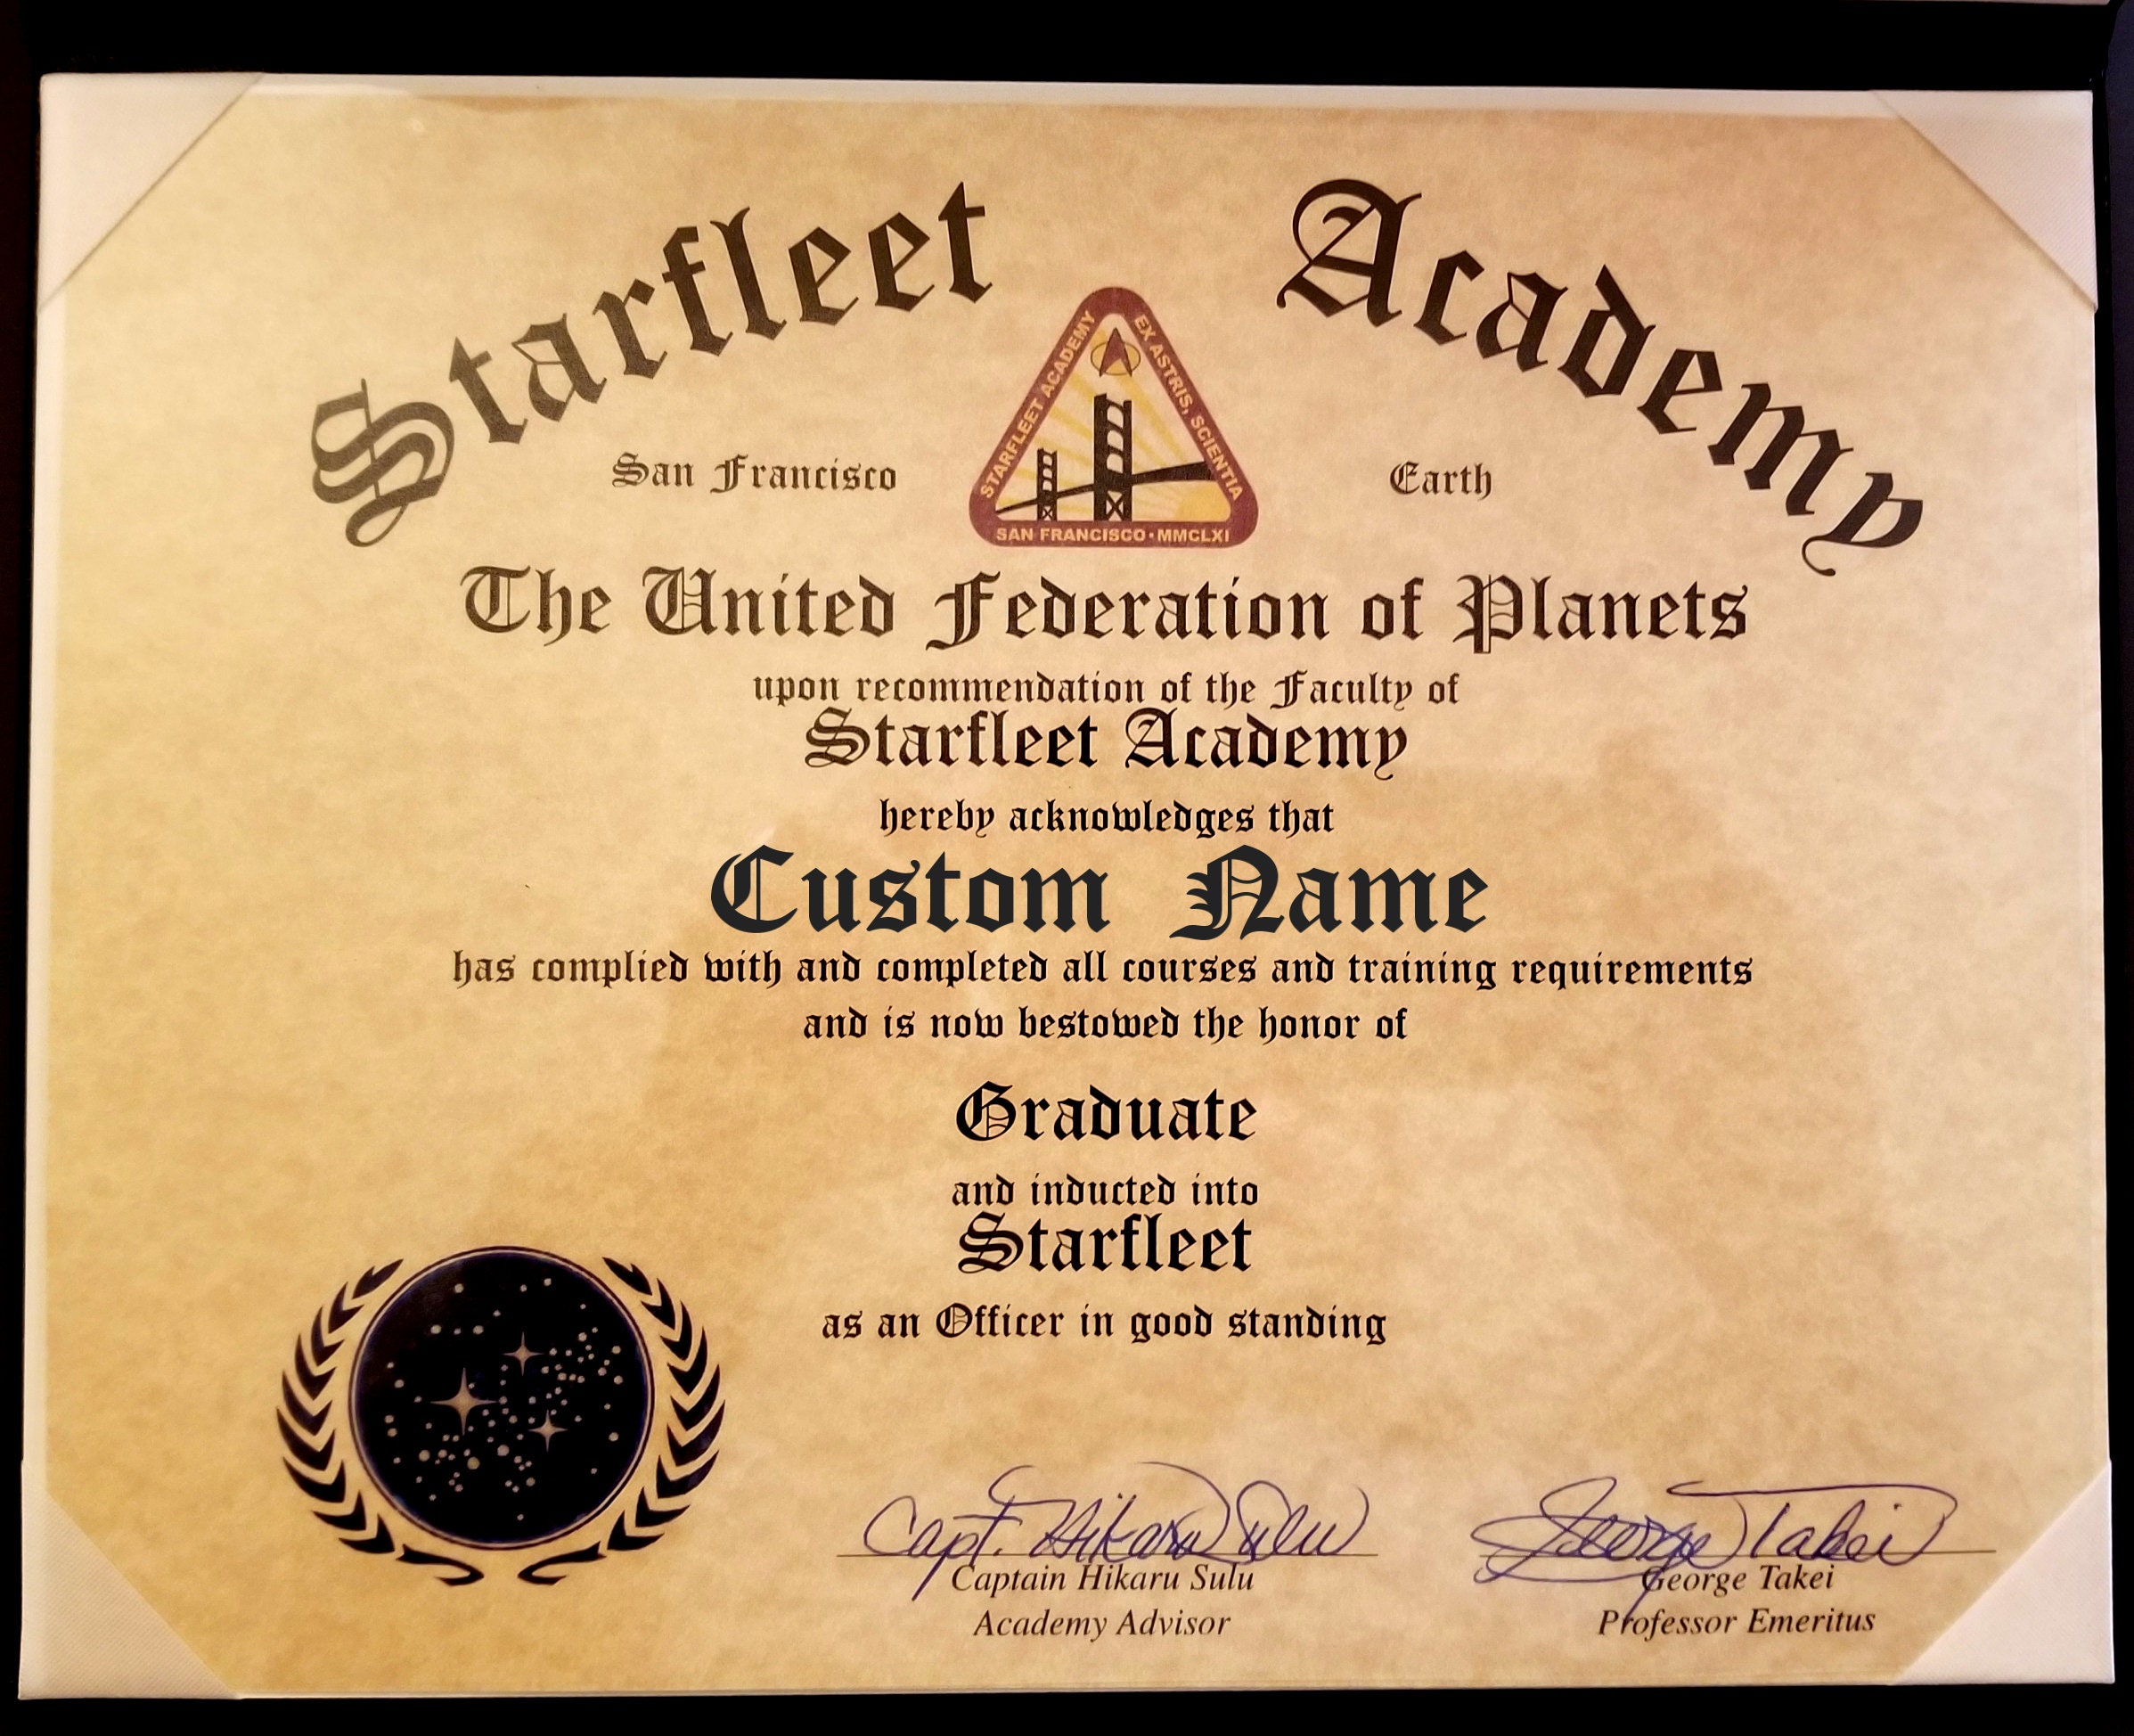 Starfleet Academy
STARFLEET ACADEMY
EX ASTRIS, SCIENTIA
SAN FRANCISCO · MMCLXI
San Francisco
Earth
The United Federation of Planets
upon recommendation of the Faculty of
Starfleet Academy
hereby acknowledges that
Custom Name
has complied with and completed all courses and training requirements
and is now bestowed the honor of
Graduate
and inducted into
Starfleet
as an Officer in good standing
Capt. Hikaru Sulu
Captain Hikaru Sulu
Academy Advisor
George Takei
George Takei
Professor Emeritus